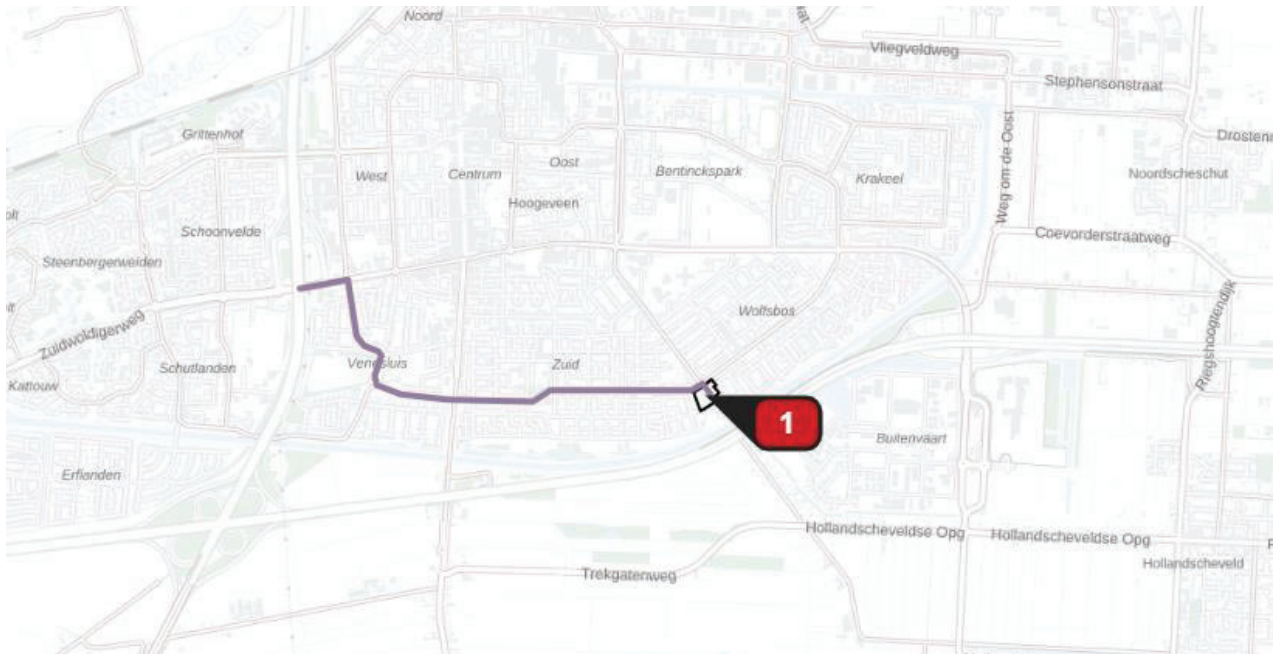 Noord
Vliegveldweg
Stephensonstraat
Grittenhof
Drostenr
Oost
West
Centrum
Bentinckspark
Krakeel
Noordscheschut
Weg om de Oost
Hoogeveen
Schoonvelde
Coevorderstraatweg
Steenbergerweiden
Wolfsbos
Riegshoogtendijk
Zuidwoldigerweg
Schutlanden
Zuid
Kattouw
1
Buitenvaart
Erflanden
Hollandscheveldse Opg
Hollandscheveldse Opg
Hollandscheveld
Trekgatenweg